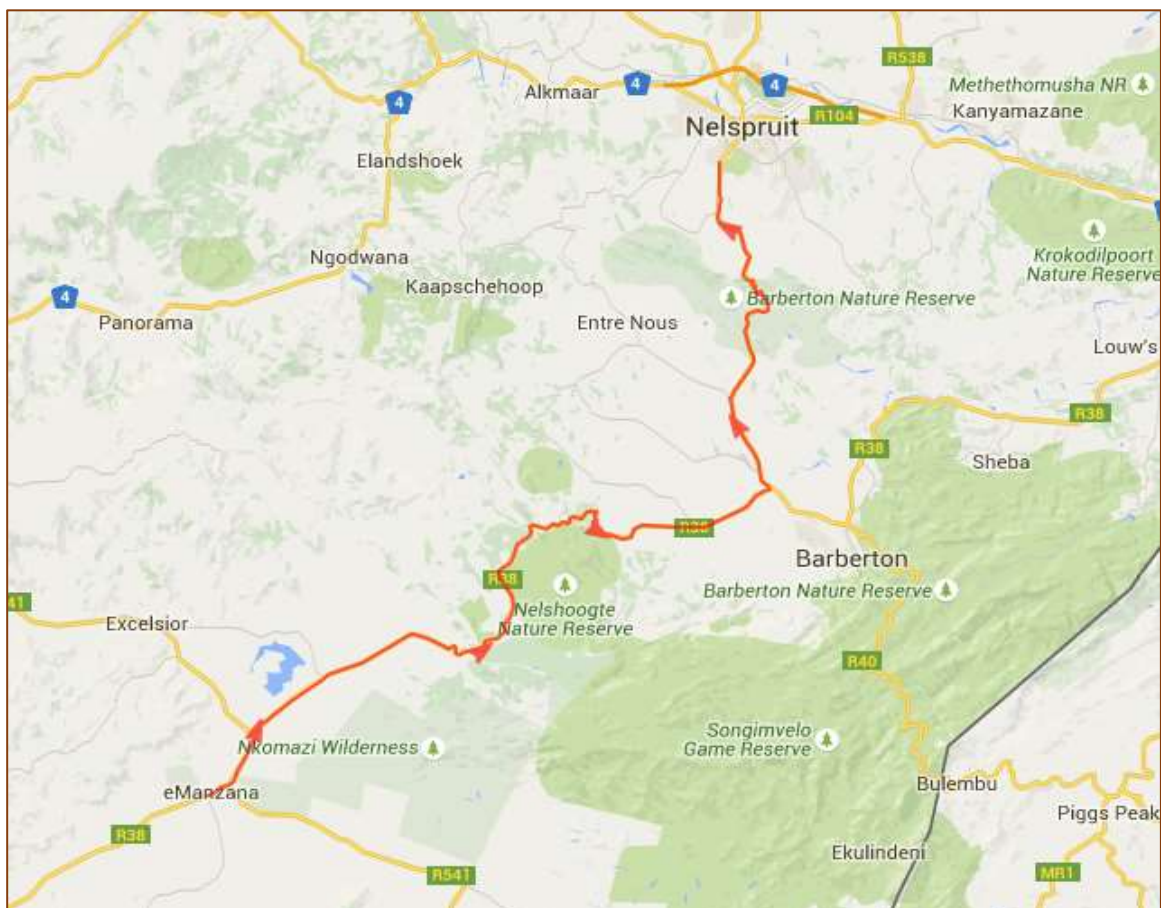 R538
4
Alkmaar
4
4
Methethomusha NR
Kanyamazane
4
R104
Nelspruit
Elandshoek
Krokodilpoort
Nature Reserve
Ngodwana
Kaapschehoop
4
Panorama
Barberton Nature Reserve
Entre Nous
Louw's
R38
R38
Sheba
R38
Barberton
R38
Barberton Nature Reserve
Nelshoogte
Nature Reserve
41
Excelsior
R40
Songimvelo
Game Reserve
Nkomazi Wilderness
eManzana
Bulembu
Piggs Peak
R38
Ekulindeni
R541
MR1